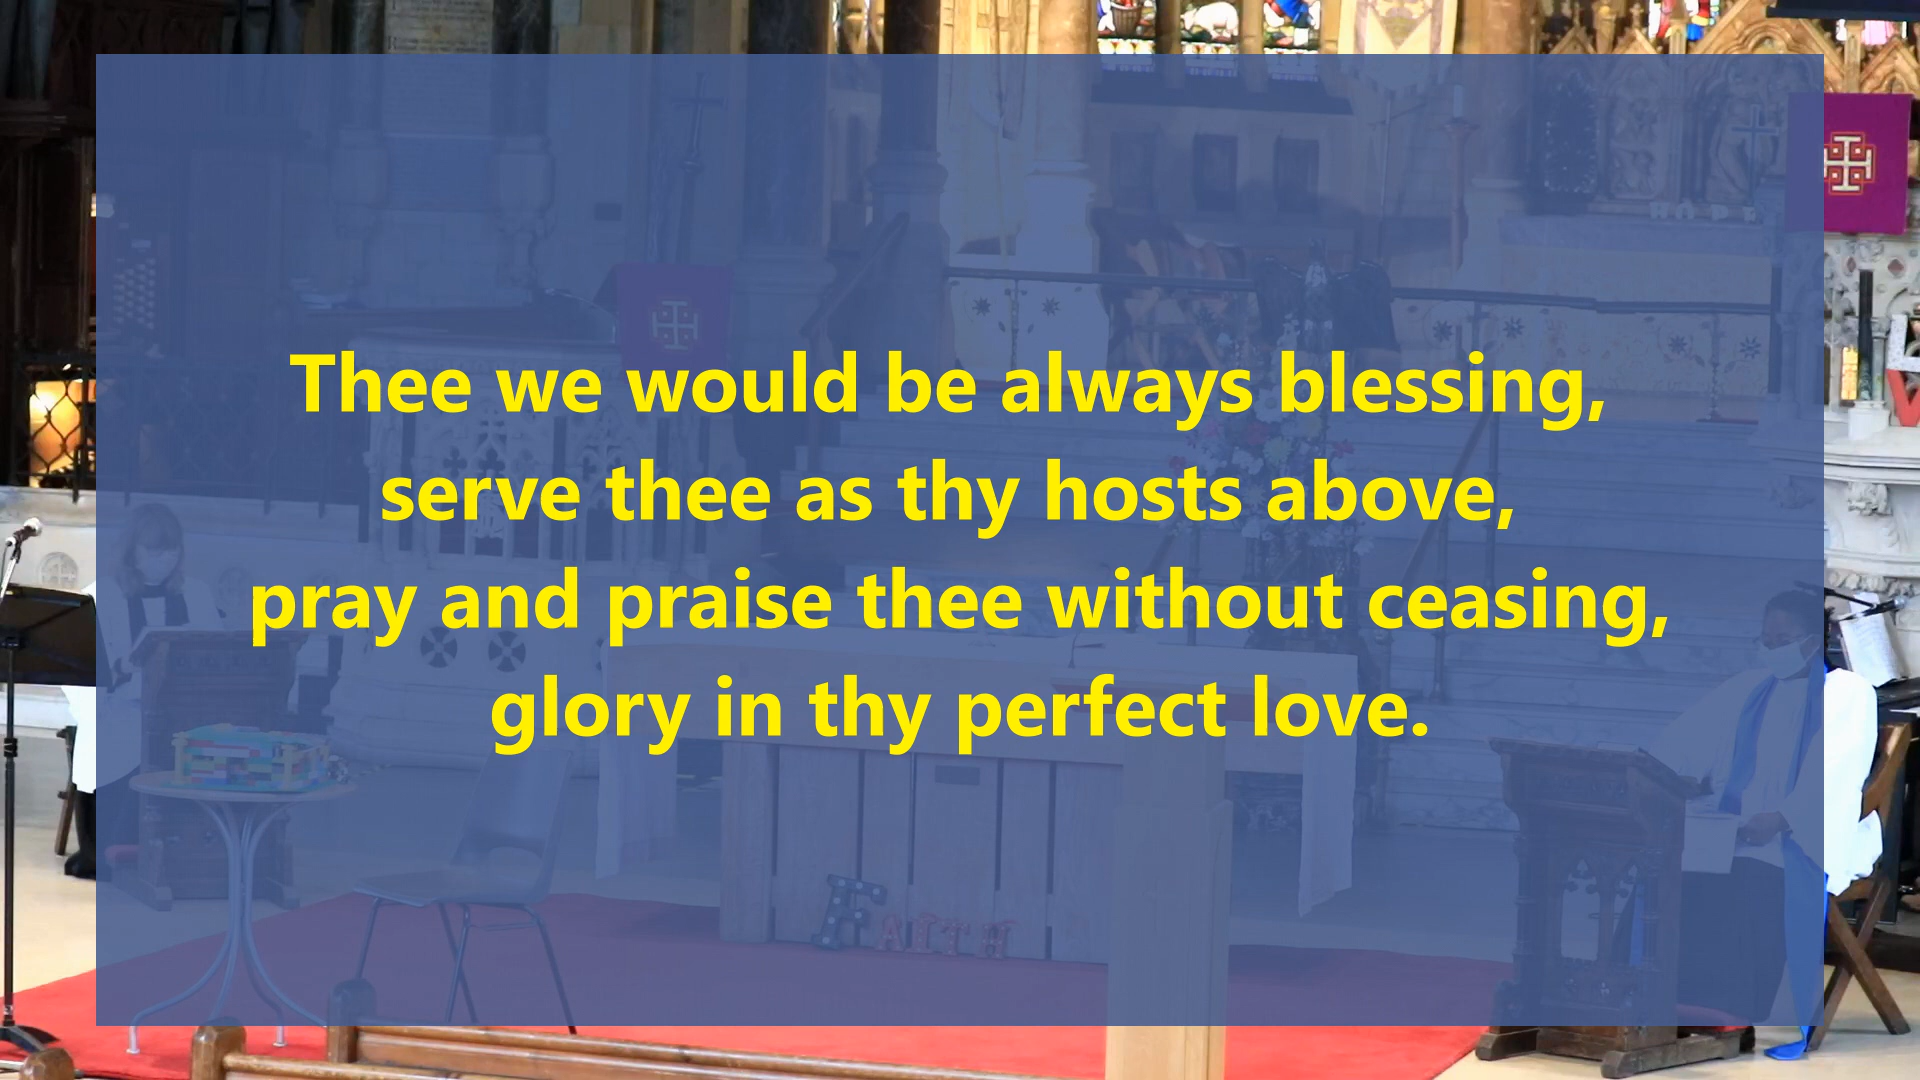 Thee we would be always blessing,
serve thee as thy hosts above,
pray and praise thee without ceasing,
glory in thy perfect love.
FAITH